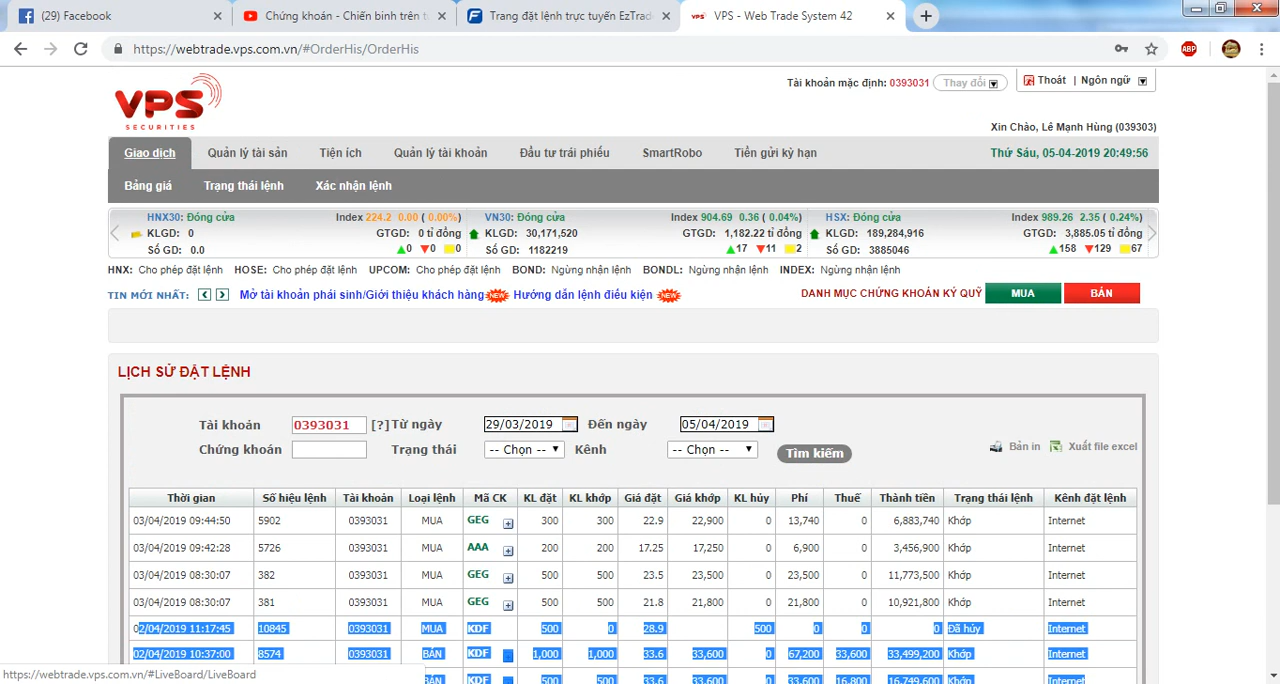 (29) Facebook
Chứng khoán - Chiến binh trên t
Trang đặt lệnh trực tuyến EzTrade
VPS - Web Trade System 42
https://webtrade.vps.com.vn/#OrderHis/OrderHis
ABP
VPS
SECURITIES
Tài khoản mặc định: 0393031 Thay đổi
Thoát | Ngôn ngữ
Xin Chào, Lê Mạnh Hùng (039303)
Giao dịch Quản lý tài sản Tiện ích Quản lý tài khoản Đầu tư trái phiếu SmartRobo Tiền gửi kỳ hạn Thứ Sáu, 05-04-2019 20:49:56
Bảng giá Trạng thái lệnh Xác nhận lệnh
HNX30: Đóng cửa Index 224.2 0.00 ( 0.00%) VN30: Đóng cửa Index 904.69 0.36 ( 0.04%) HSX: Đóng cửa Index 989.26 2.35 ( 0.24%)
KLGD: 0 GTGD: 0 tỉ đồng KLGD: 30,171,520 GTGD: 1,182.22 tỉ đồng KLGD: 189,284,916 GTGD: 3,885.05 tỉ đồng
Số GD: 0.0 0 0 0 Số GD: 1182219 17 11 2 Số GD: 3885046 158 129 67
HNX: Cho phép đặt lệnh HOSE: Cho phép đặt lệnh UPCOM: Cho phép đặt lệnh BOND: Ngừng nhận lệnh BONDL: Ngừng nhận lệnh INDEX: Ngừng nhận lệnh
TIN MỚI NHẤT: Mở tài khoản phái sinh/Giới thiệu khách hàng NEW Hướng dẫn lệnh điều kiện NEW DANH MỤC CHỨNG KHOÁN KÝ QUỸ MUA BÁN
LỊCH SỬ ĐẶT LỆNH
Tài khoản 0393031 [?] Từ ngày 29/03/2019 Đến ngày 05/04/2019
Chứng khoán Trạng thái -- Chọn -- Kênh -- Chọn -- Tìm kiếm Bản in Xuất file excel
Thời gian Số hiệu lệnh Tài khoản Loại lệnh Mã CK KL đặt KL khớp Giá đặt Giá khớp KL hủy Phí Thuế Thành tiền Trạng thái lệnh Kênh đặt lệnh
03/04/2019 09:44:50 5902 0393031 MUA GEG 300 300 22.9 22,900 0 13,740 0 6,883,740 Khớp Internet
03/04/2019 09:42:28 5726 0393031 MUA AAA 200 200 17.25 17,250 0 6,900 0 3,456,900 Khớp Internet
03/04/2019 08:30:07 382 0393031 MUA GEG 500 500 23.5 23,500 0 23,500 0 11,773,500 Khớp Internet
03/04/2019 08:30:07 381 0393031 MUA GEG 500 500 21.8 21,800 0 21,800 0 10,921,800 Khớp Internet
02/04/2019 11:17:45 10845 0393031 MUA KDF 500 0 28.9 500 0 0 0 Đã hủy Internet
02/04/2019 10:37:00 8574 0393031 BÁN KDF 1,000 1,000 33.6 33,600 0 67,200 33,600 33,499,200 Khớp Internet
BÁN KDF 500 500 33.6 33,600 0 33,600 16,800 16,749,600 Khớp Internet
https://webtrade.vps.com.vn/#LiveBoard/LiveBoard